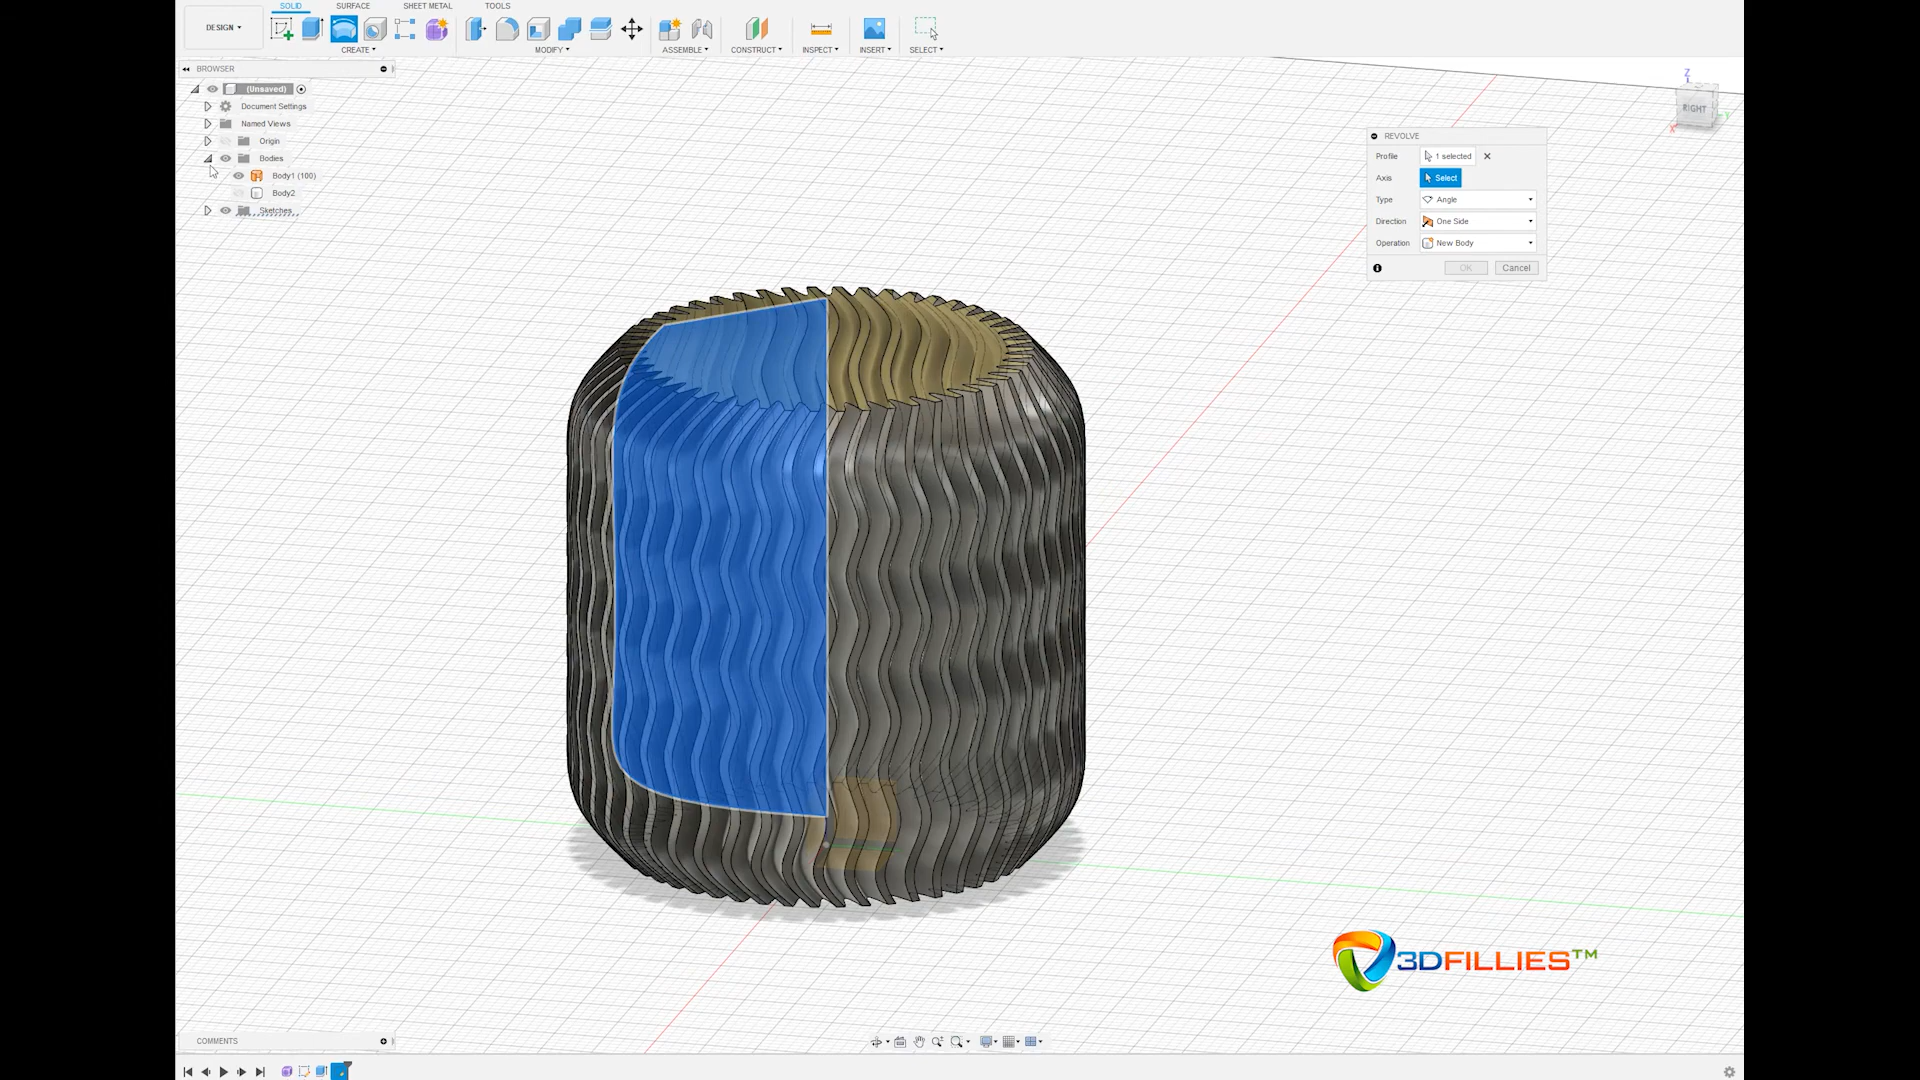 SOLID SURFACE SHEET METAL TOOLS
DESIGN
CREATE MODIFY ASSEMBLE CONSTRUCT INSPECT INSERT SELECT
BROWSER
(Unsaved)
Document Settings
Named Views
Origin
Bodies
Body1 (100)
Body2
Sketches
Z
RIGHT
X
Y
REVOLVE
Profile 1 selected
Axis Select
Type Angle
Direction One Side
Operation New Body
OK Cancel
3DFILLIES™
COMMENTS